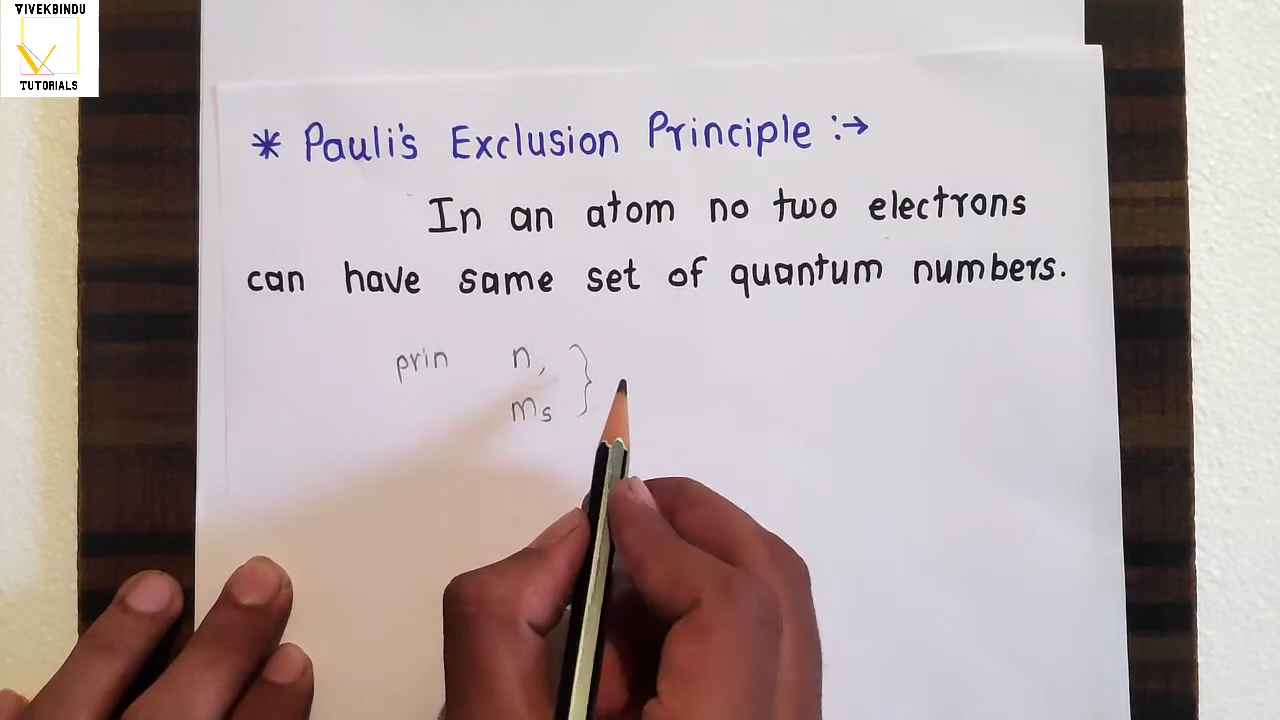 VIVEKBINDU
TUTORIALS
* Pauli's Exclusion Principle :→
In an atom no two electrons
can have same set of quantum numbers.
prin n, }
ms